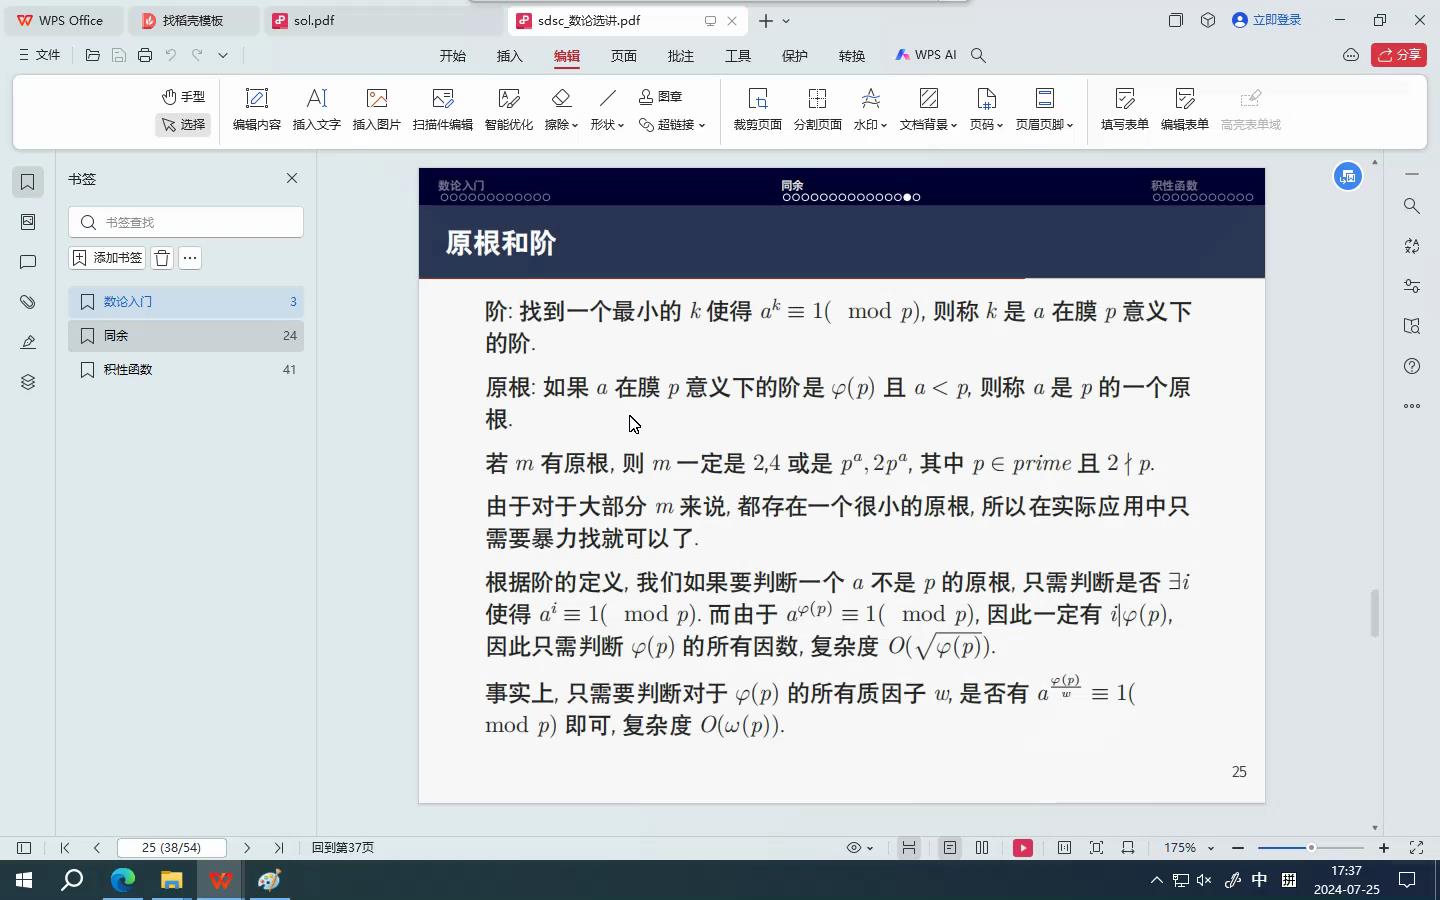 WPS Office
找稻壳模板
sol.pdf
sdsc_数论选讲.pdf
立即登录
文件
开始
插入
编辑
页面
批注
工具
保护
转换
WPS AI
分享
手型
选择
编辑内容
插入文字
插入图片
扫描件编辑
智能优化
擦除
形状
图章
超链接
裁剪页面
分割页面
水印
文档背景
页码
页眉页脚
填写表单
编辑表单
高亮表单域
书签
书签查找
添加书签
数论入门 3
同余 24
积性函数 41
数论入门 同余 积性函数
原根和阶
阶: 找到一个最小的 k 使得 a^k ≡ 1( mod p), 则称 k 是 a 在膜 p 意义下
的阶.
原根: 如果 a 在膜 p 意义下的阶是 φ(p) 且 a < p, 则称 a 是 p 的一个原
根.
若 m 有原根, 则 m 一定是 2,4 或是 p^a, 2p^a, 其中 p ∈ prime 且 2 ∤ p.
由于对于大部分 m 来说, 都存在一个很小的原根, 所以在实际应用中只
需要暴力找就可以了.
根据阶的定义, 我们如果要判断一个 a 不是 p 的原根, 只需判断是否 ∃i
使得 a^i ≡ 1( mod p). 而由于 a^φ(p) ≡ 1( mod p), 因此一定有 i|φ(p),
因此只需判断 φ(p) 的所有因数, 复杂度 O(√φ(p)).
事实上, 只需要判断对于 φ(p) 的所有质因子 w, 是否有 a^(φ(p)/w) ≡ 1(
mod p) 即可, 复杂度 O(ω(p)).
25
25 (38/54)
回到第37页
175%
中
拼
17:37
2024-07-25